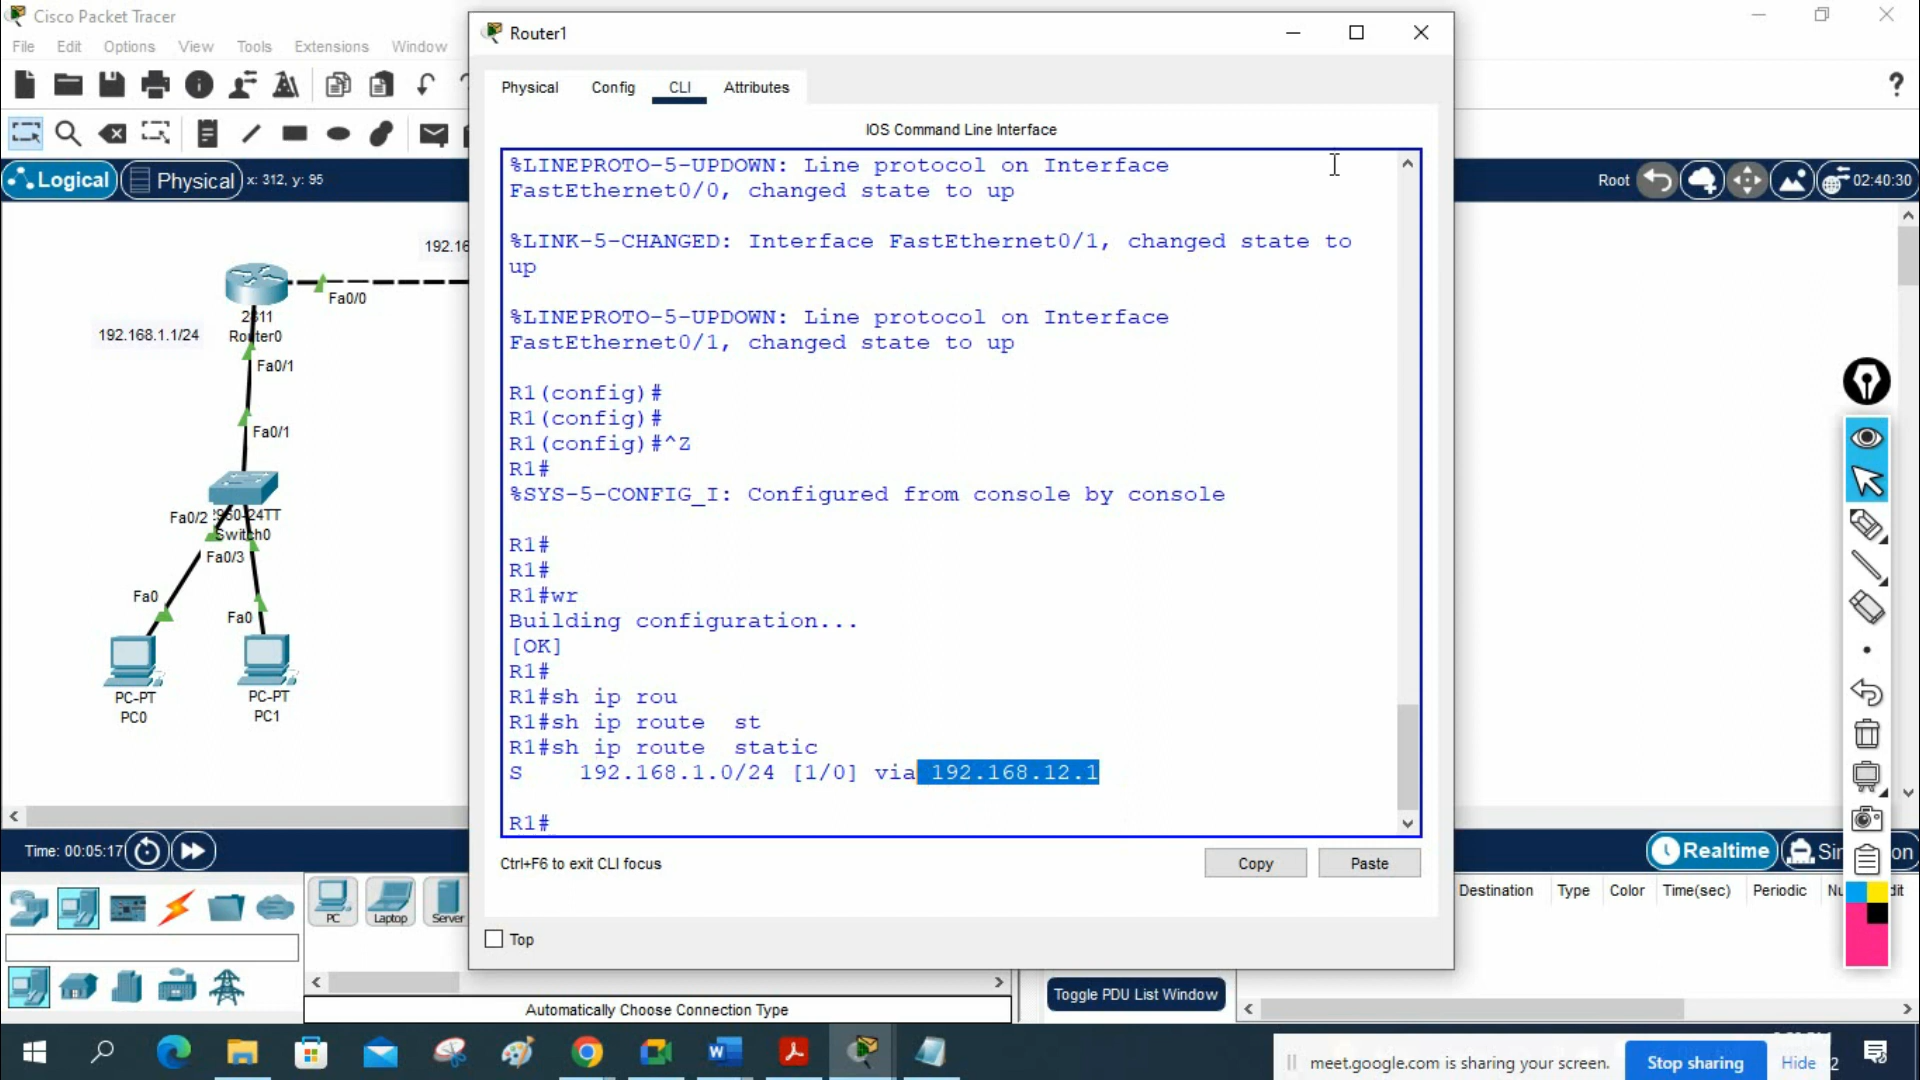 Cisco Packet Tracer
File Edit Options View Tools Extensions Window
Logical Physical x: 312, y: 95
Root 02:40:30
Router1
Physical Config CLI Attributes
IOS Command Line Interface
%LINEPROTO-5-UPDOWN: Line protocol on Interface
FastEthernet0/0, changed state to up
%LINK-5-CHANGED: Interface FastEthernet0/1, changed state to
up
%LINEPROTO-5-UPDOWN: Line protocol on Interface
FastEthernet0/1, changed state to up
R1(config)#
R1(config)#
R1(config)#^Z
R1#
%SYS-5-CONFIG_I: Configured from console by console
R1#
R1#
R1#wr
Building configuration...
[OK]
R1#
R1#sh ip rou
R1#sh ip route st
R1#sh ip route static
S 192.168.1.0/24 [1/0] via 192.168.12.1
R1#
Ctrl+F6 to exit CLI focus
Copy Paste
Top
192.16
Fa0/0
2811
Router0
192.168.1.1/24
Fa0/1
Fa0/1
Fa0/2
Switch0
Fa0/3
Fa0
Fa0
PC-PT
PC0
PC-PT
PC1
Time: 00:05:17
Realtime
PC Laptop Server
Destination Type Color Time(sec) Periodic
Automatically Choose Connection Type
Toggle PDU List Window
meet.google.com is sharing your screen. Stop sharing Hide